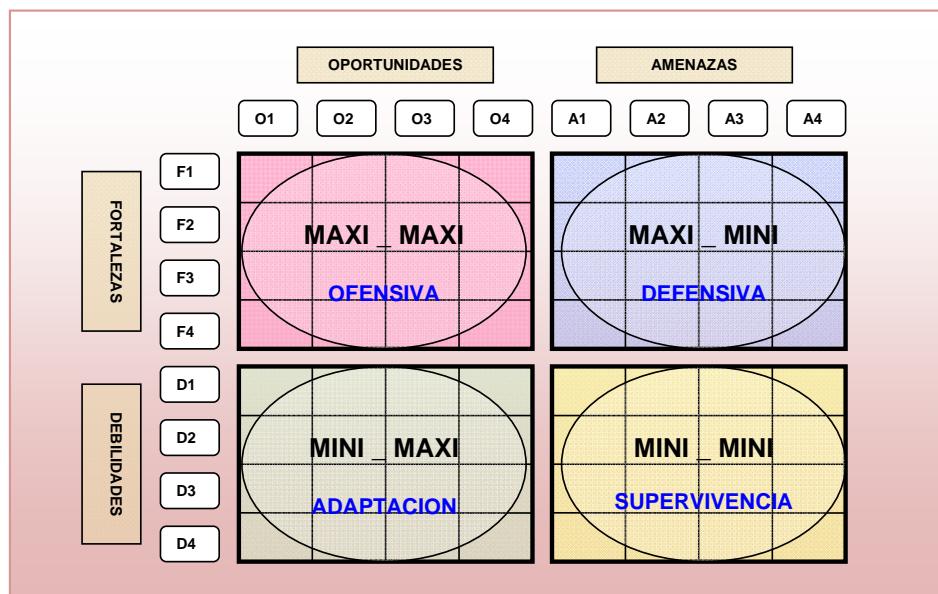 OPORTUNIDADES AMENAZAS
O1 O2 O3 O4 A1 A2 A3 A4
FORTALEZAS
F1
F2
F3
F4
MAXI _ MAXI
OFENSIVA
MAXI _ MINI
DEFENSIVA
DEBILIDADES
D1
D2
D3
D4
MINI _ MAXI
ADAPTACION
MINI _ MINI
SUPERVIVENCIA